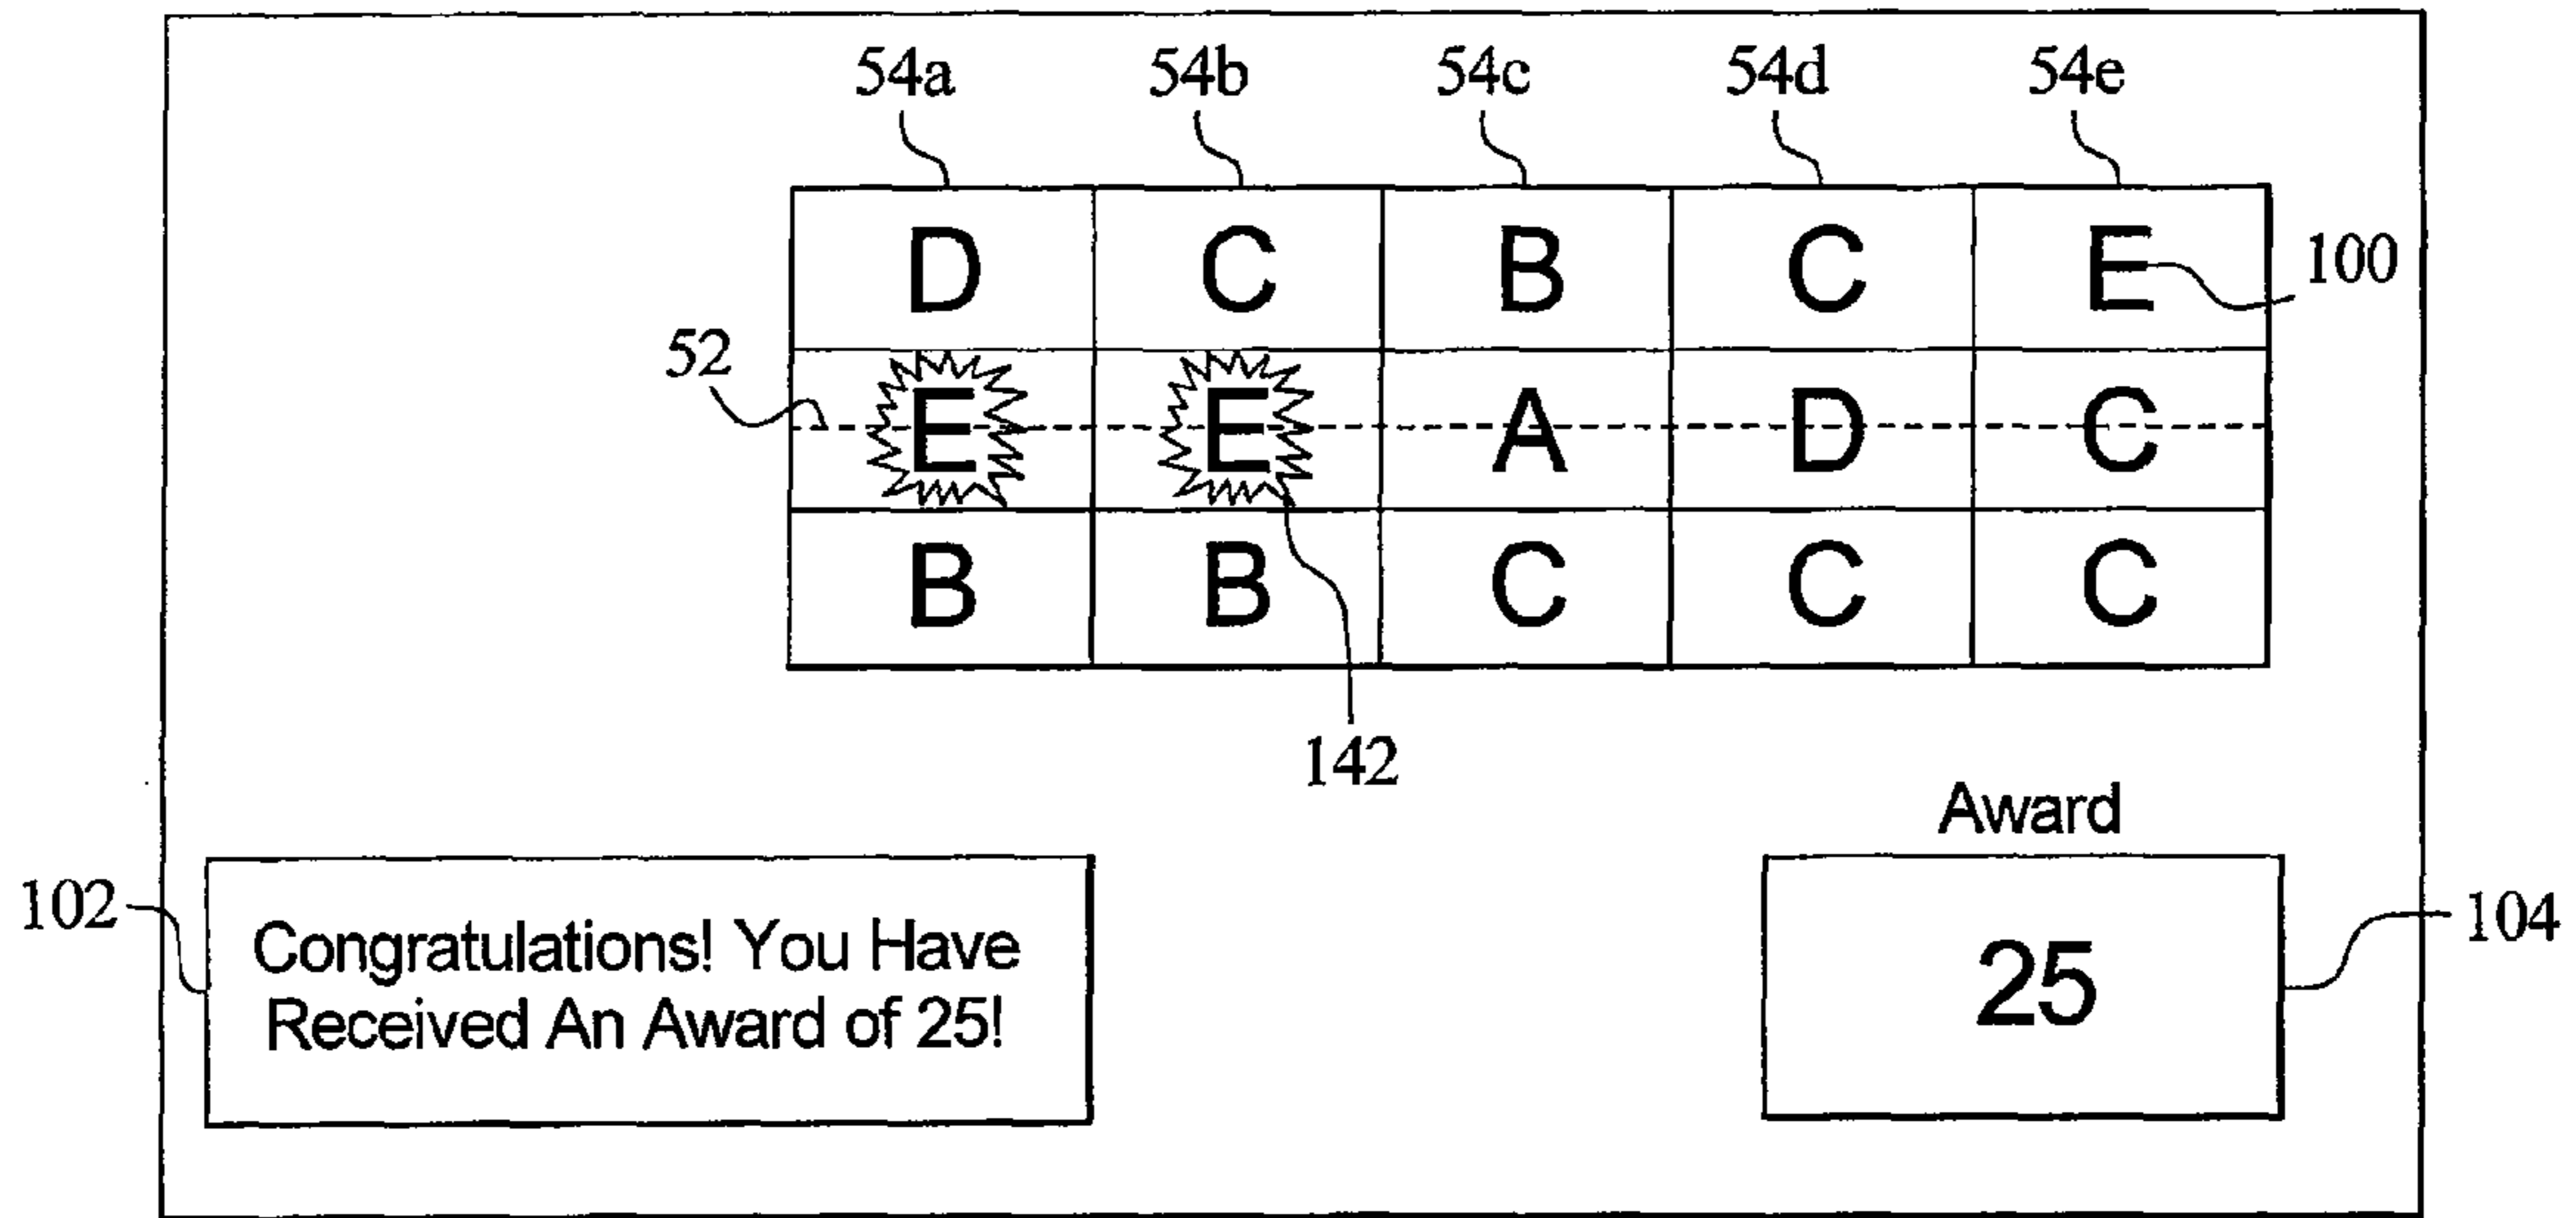 54a 54b 54c 54d 54e
D C B C E 100
52
E E A D C
B B C C C
142
Award
102 104
Congratulations! You Have
Received An Award of 25!
25